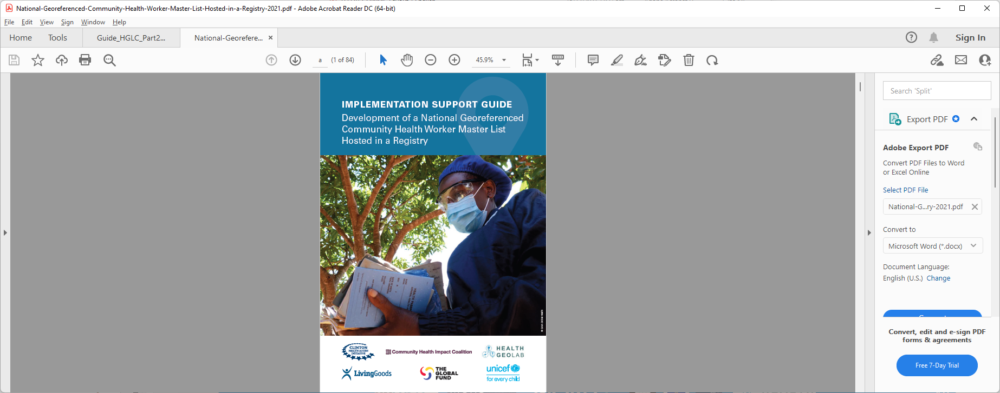 National-Georeferenced-Community-Health-Worker-Master-List-Hosted-in-a-Registry-2021.pdf - Adobe Acrobat Reader DC (64-bit)
File Edit View Sign Window Help
Home Tools Guide_HGLC_Part2... National-Georefere... Sign In
a (1 of 84) 45.9%
IMPLEMENTATION SUPPORT GUIDE
Development of a National Georeferenced
Community Health Worker Master List
Hosted in a Registry
CLINTON
HEALTH ACCESS
INITIATIVE
Community Health Impact Coalition
HEALTH
GEOLAB
LivingGoods
THE
GLOBAL
FUND
unicef
for every child
Search 'Split'
Export PDF
Adobe Export PDF
Convert PDF Files to Word
or Excel Online
Select PDF File
National-G...ry-2021.pdf
Convert to
Microsoft Word (*.docx)
Document Language:
English (U.S.) Change
Convert, edit and e-sign PDF
forms & agreements
Free 7-Day Trial